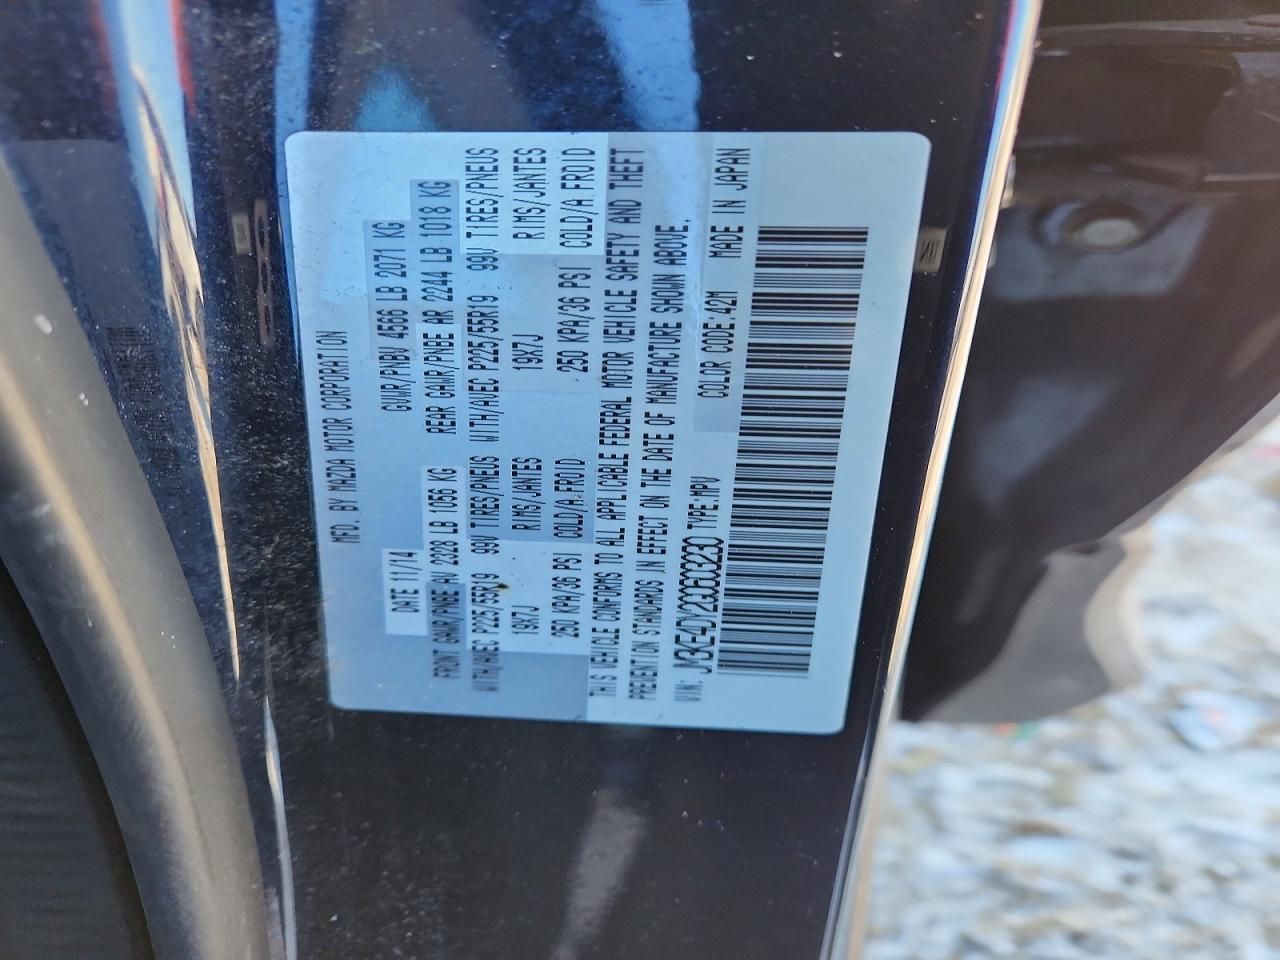 MFD. BY MAZDA MOTOR CORPORATION
DATE 11/14 GVWR/PNBV 4566 LB 2071 KG
FRONT GAWR/PNBE AV 2328 LB 1056 KG REAR GAWR/PNBE AR 2244 LB 1018 KG
WITH/AVEC P225/55R19 99V TIRES/PNEUS WITH/AVEC P225/55R19 99V TIRES/PNEUS
19X7J RIMS/JANTES 19X7J RIMS/JANTES
250 KPA/36 PSI COLD/A FROID 250 KPA/36 PSI COLD/A FROID
THIS VEHICLE CONFORMS TO ALL APPLICABLE FEDERAL MOTOR VEHICLE SAFETY AND THEFT
PREVENTION STANDARDS IN EFFECT ON THE DATE OF MANUFACTURE SHOWN ABOVE.
VIN: JM3KE4DY2G0603230 TYPE:MPV COLOR CODE 42M MADE IN JAPAN